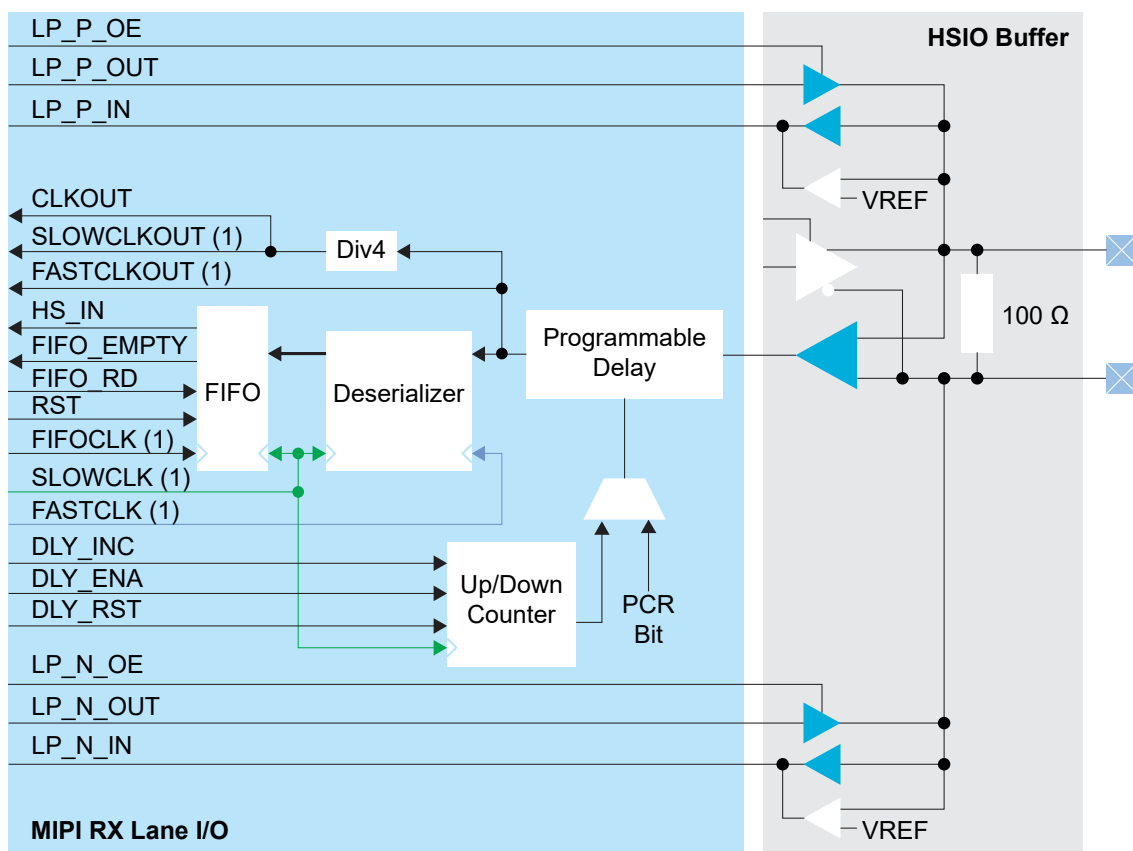 LP_P_OE
HSIO Buffer
LP_P_OUT
LP_P_IN
CLKOUT
VREF
SLOWCLKOUT (1)
Div4
FASTCLKOUT (1)
HS_IN
100 Ω
Programmable
Delay
FIFO_EMPTY
FIFO_RD
FIFO
Deserializer
RST
FIFOCLK (1)
SLOWCLK (1)
FASTCLK (1)
DLY_INC
DLY_ENA
Up/Down
Counter
DLY_RST
PCR
Bit
LP_N_OE
LP_N_OUT
LP_N_IN
MIPI RX Lane I/O
VREF